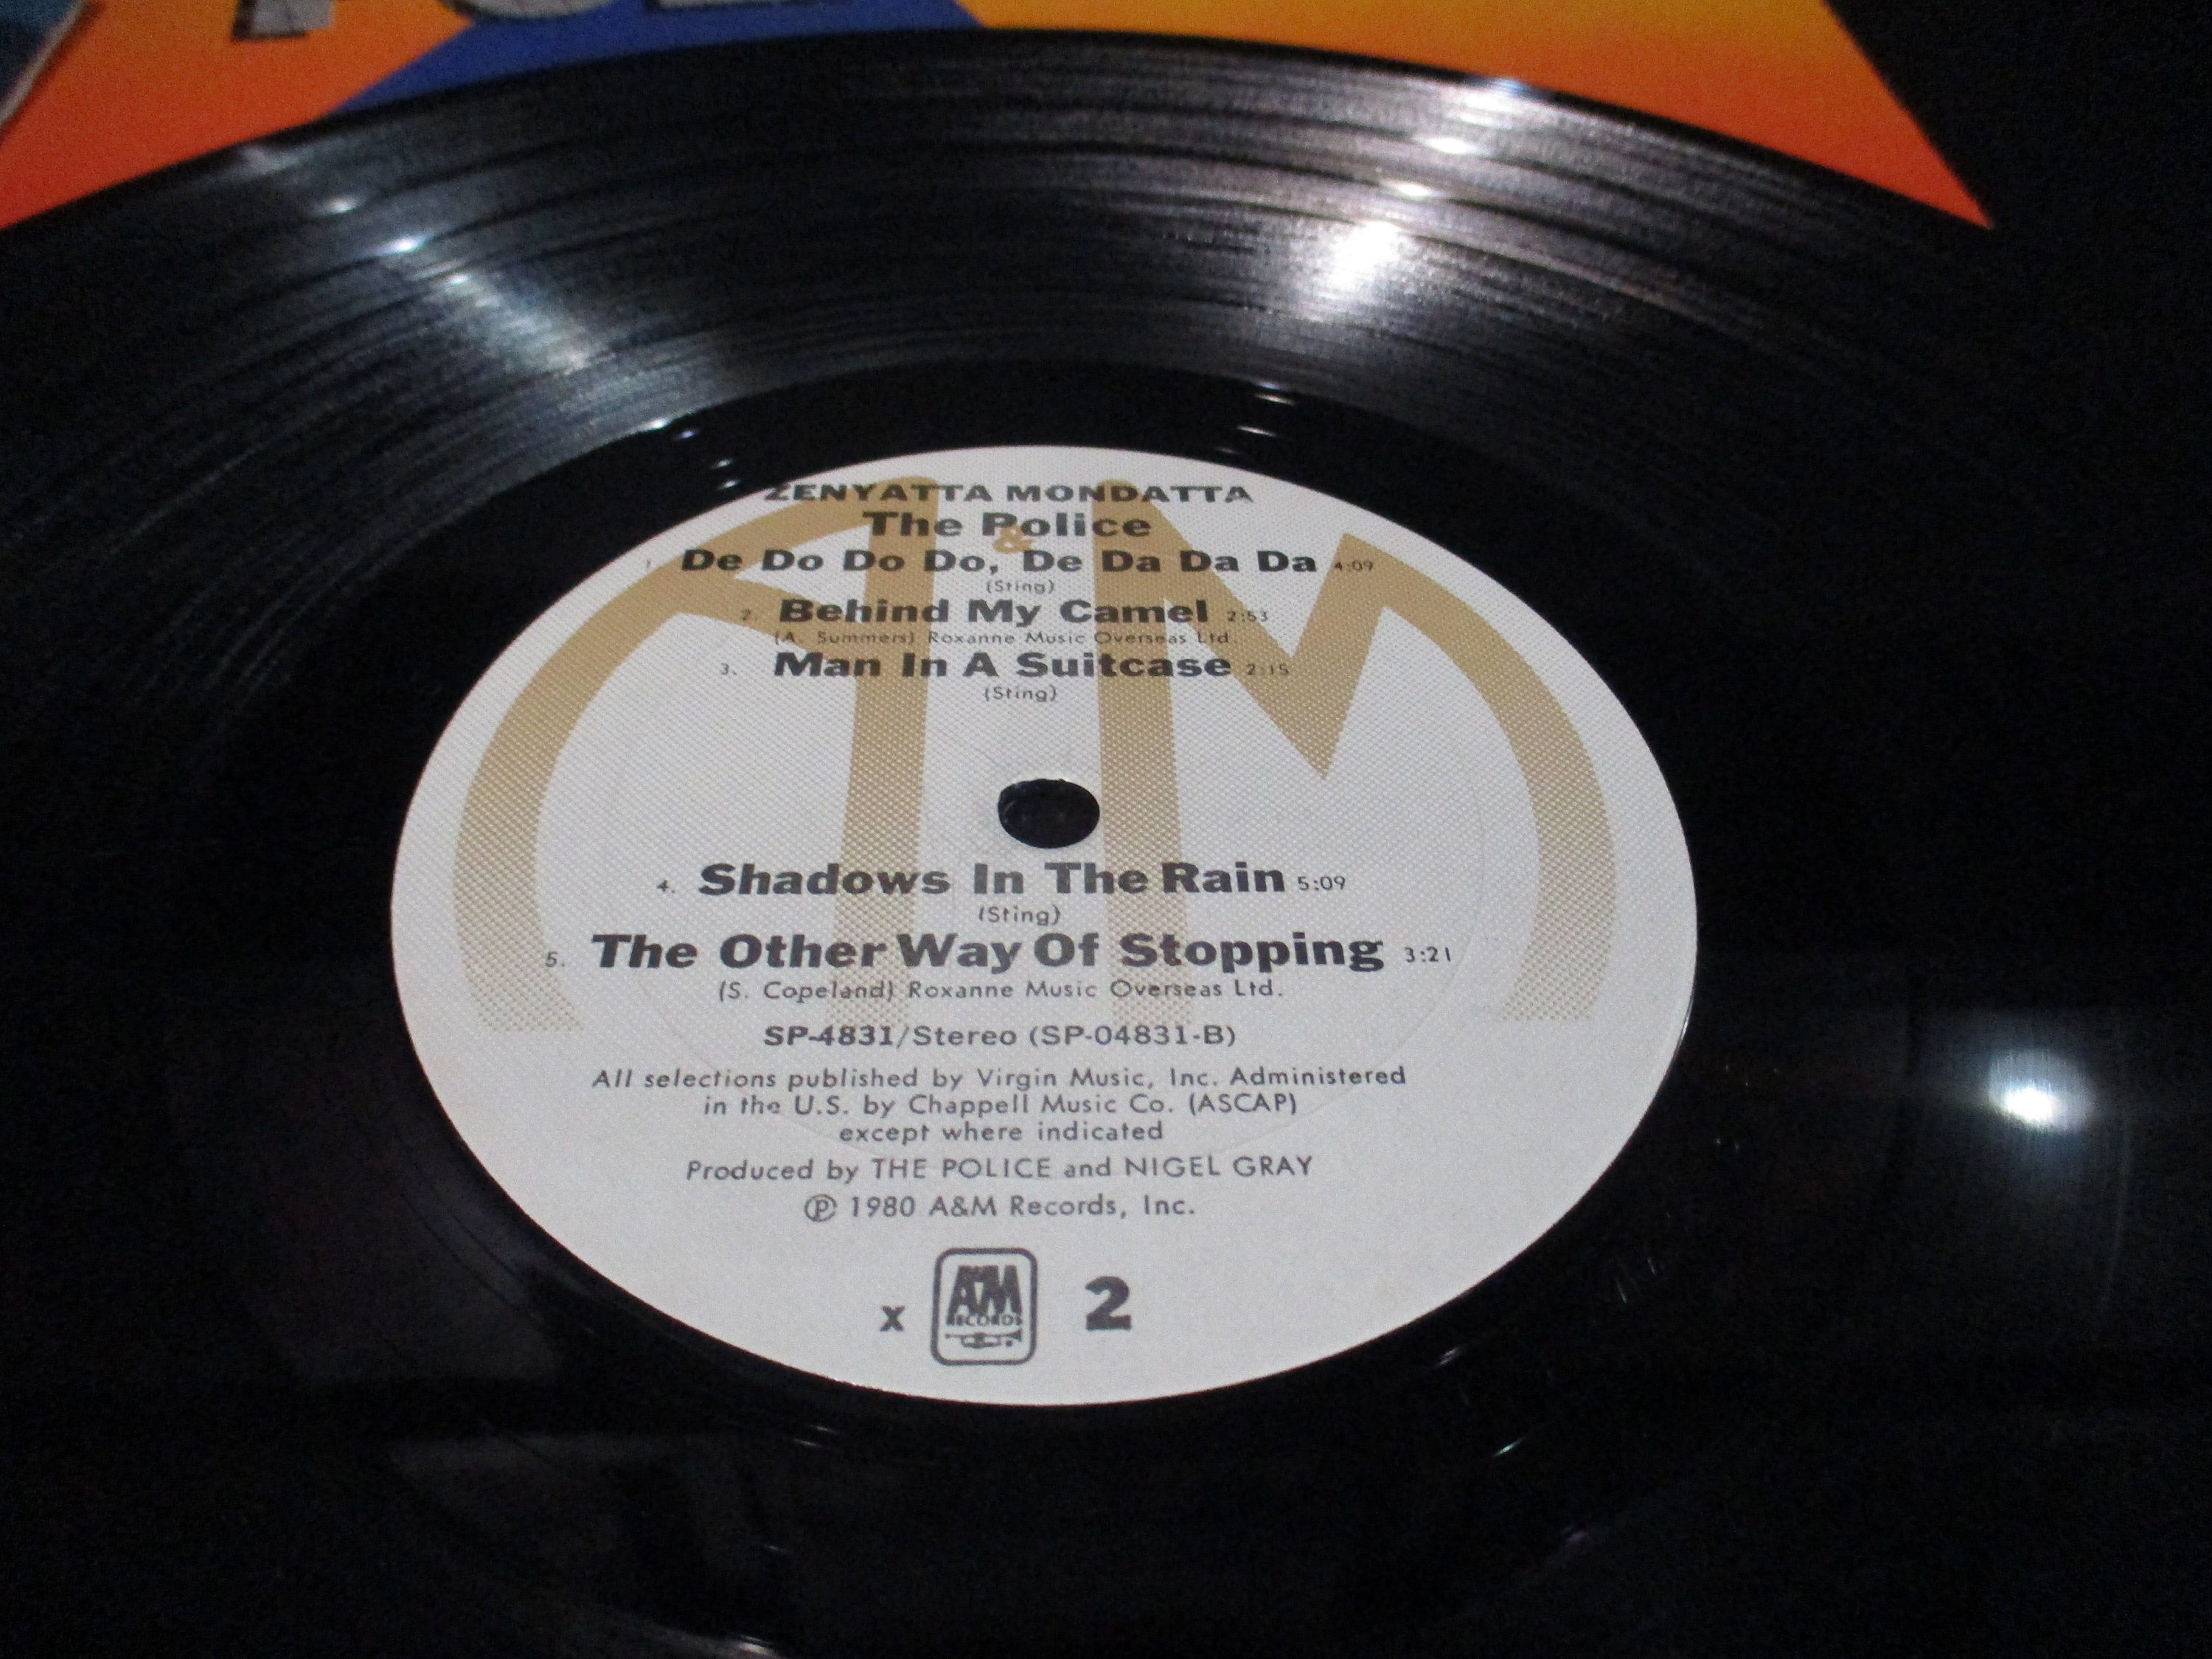 ZENYATTA MONDATTA
The Police
&
1. De Do Do Do, De Da Da Da 4:09
(Sting)
2. Behind My Camel 2:53
(A. Summers) Roxanne Music Overseas Ltd.
3. Man In A Suitcase 2:15
(Sting)
4. Shadows In The Rain 5:09
(Sting)
5. The Other Way Of Stopping 3:21
(S. Copeland) Roxanne Music Overseas Ltd.
SP-4831/Stereo (SP-04831-B)
All selections published by Virgin Music, Inc. Administered
in the U.S. by Chappell Music Co. (ASCAP)
except where indicated
Produced by THE POLICE and NIGEL GRAY
Ⓟ 1980 A&M Records, Inc.
x A&M RECORDS 2